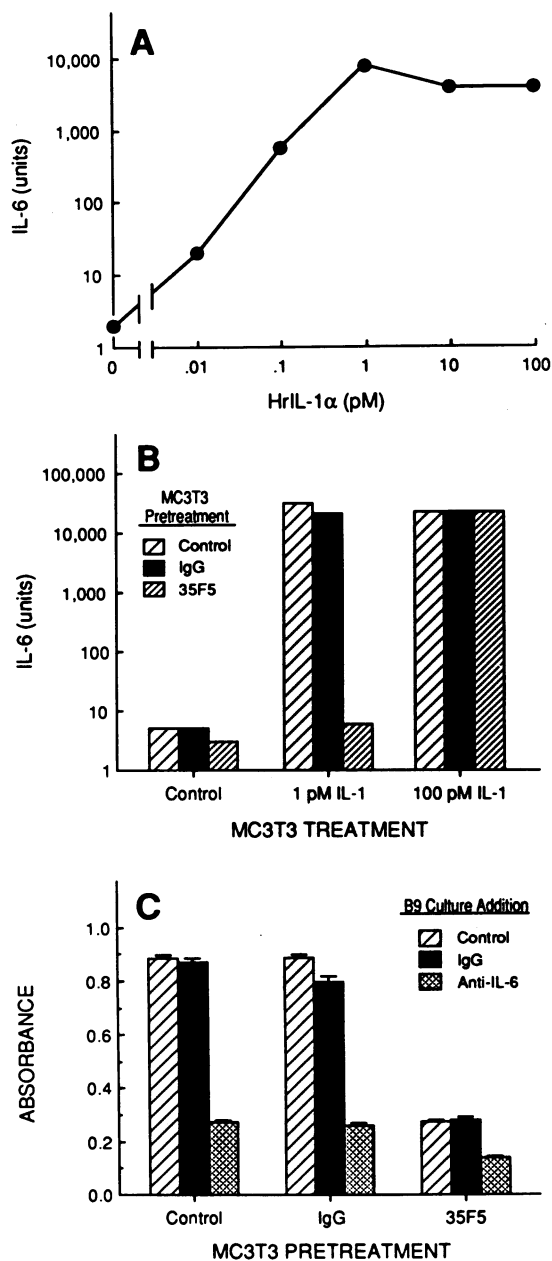 A
10,000
1,000
100
10
1
IL-6 (units)
0 .01 .1 1 10 100
HrIL-1α (pM)
B
MC3T3
Pretreatment
Control
IgG
35F5
100,000
10,000
1,000
100
10
1
IL-6 (units)
Control 1 pM IL-1 100 pM IL-1
MC3T3 TREATMENT
C
B9 Culture Addition
Control
IgG
Anti-IL-6
1.0
0.8
0.6
0.4
0.2
0.0
ABSORBANCE
Control IgG 35F5
MC3T3 PRETREATMENT